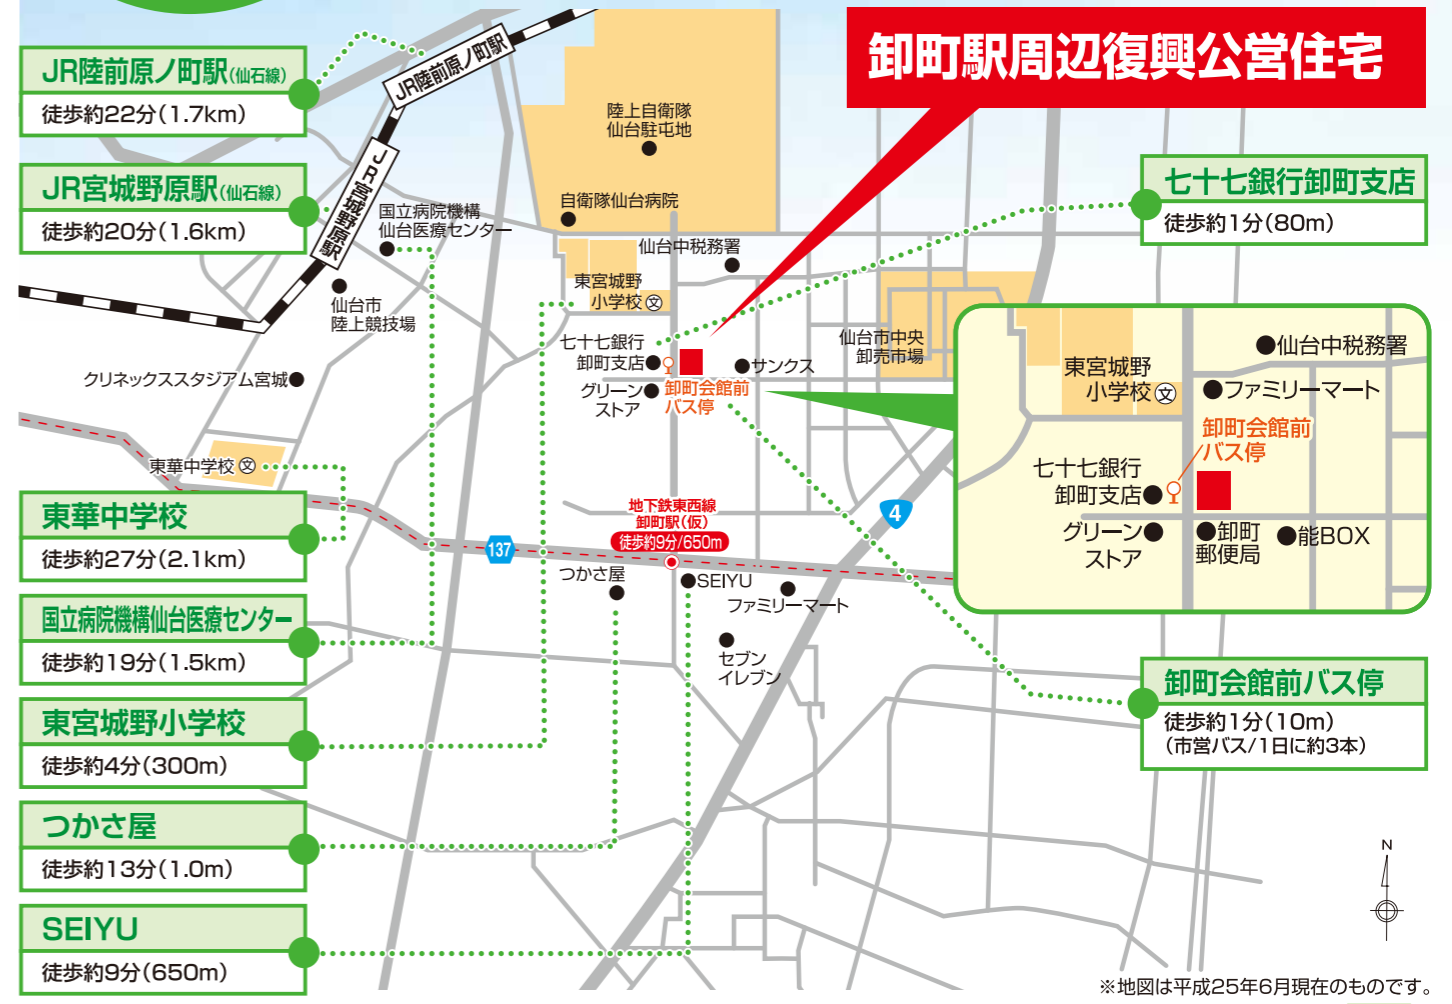 卸町駅周辺復興公営住宅
JR陸前原ノ町駅(仙石線)
徒歩約22分(1.7km)
JR宮城野原駅(仙石線)
徒歩約20分(1.6km)
JR陸前原ノ町駅
JR宮城野原駅
国立病院機構
仙台医療センター
仙台市
陸上競技場
クリネックススタジアム宮城
東華中学校
文
陸上自衛隊
仙台駐屯地
自衛隊仙台病院
仙台中税務署
東宮城野
小学校
文
七十七銀行
卸町支店
グリーン
ストア
卸町会館前
バス停
サンクス
仙台市中央
卸売市場
七十七銀行卸町支店
徒歩約1分(80m)
仙台中税務署
東宮城野
小学校
文
ファミリーマート
卸町会館前
バス停
七十七銀行
卸町支店
グリーン
ストア
卸町
郵便局
能BOX
地下鉄東西線
卸町駅(仮)
徒歩約9分/650m
137
4
つかさ屋
SEIYU
ファミリーマート
セブン
イレブン
東華中学校
徒歩約27分(2.1km)
国立病院機構仙台医療センター
徒歩約19分(1.5km)
東宮城野小学校
徒歩約4分(300m)
つかさ屋
徒歩約13分(1.0m)
SEIYU
徒歩約9分(650m)
卸町会館前バス停
徒歩約1分(10m)
(市営バス/1日に約3本)
N
※地図は平成25年6月現在のものです。